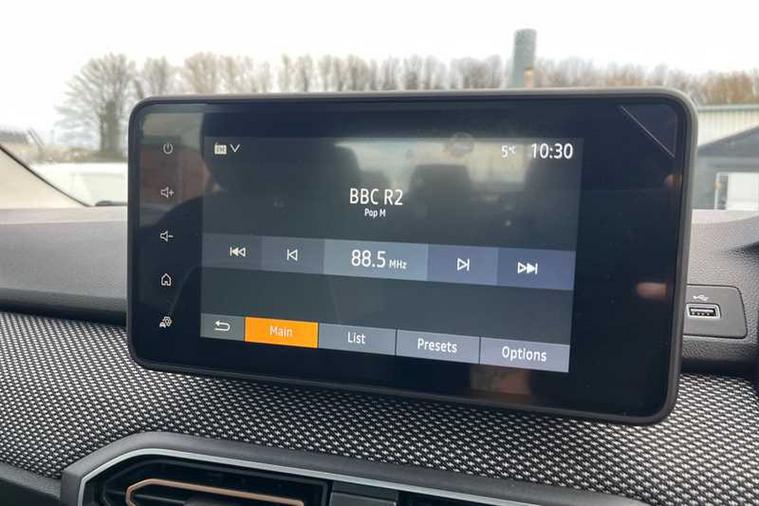 5°C 10:30
BBC R2
Pop M
88.5 MHz
Main List Presets Options